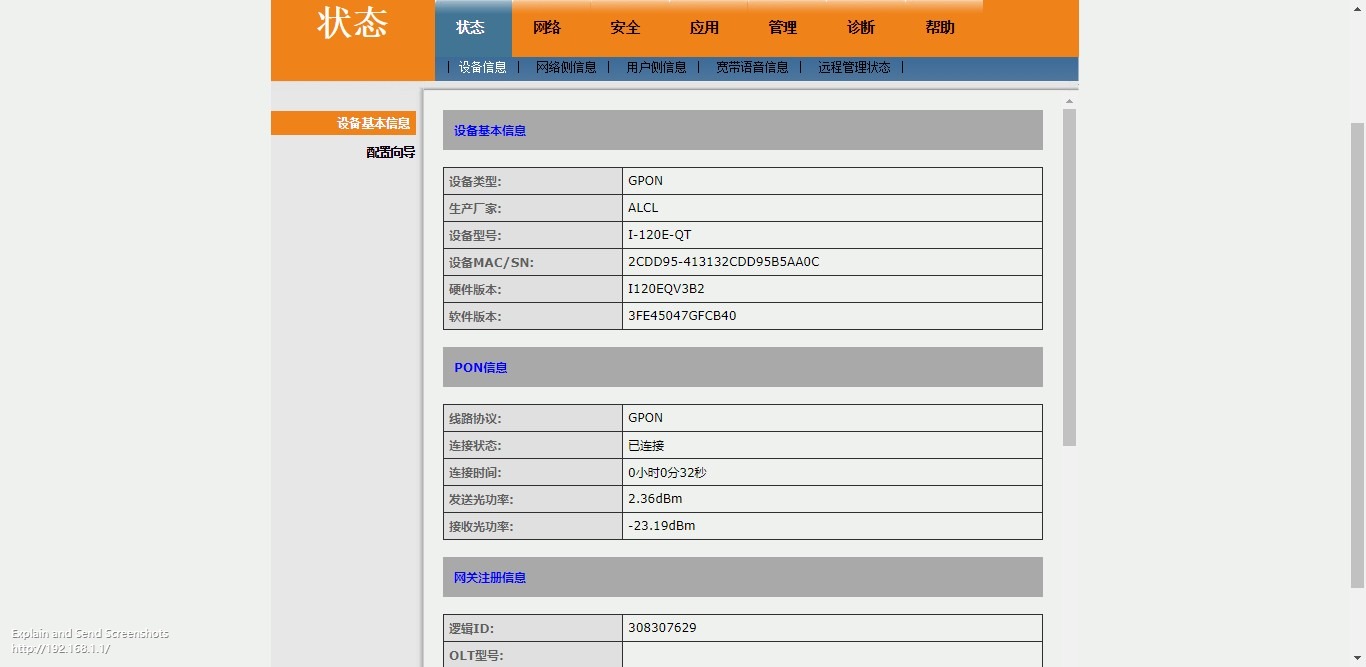 状态
状态 网络 安全 应用 管理 诊断 帮助
| 设备信息 | 网络侧信息 | 用户侧信息 | 宽带语音信息 | 远程管理状态 |
设备基本信息
配置向导
设备基本信息
设备类型: GPON
生产厂家: ALCL
设备型号: I-120E-QT
设备MAC/SN: 2CDD95-413132CDD95B5AA0C
硬件版本: I120EQV3B2
软件版本: 3FE45047GFCB40
PON信息
线路协议: GPON
连接状态: 已连接
连接时间: 0小时0分32秒
发送光功率: 2.36dBm
接收光功率: -23.19dBm
网关注册信息
逻辑ID: 308307629
OLT型号:
Explain and Send Screenshots
http://192.168.1.1/